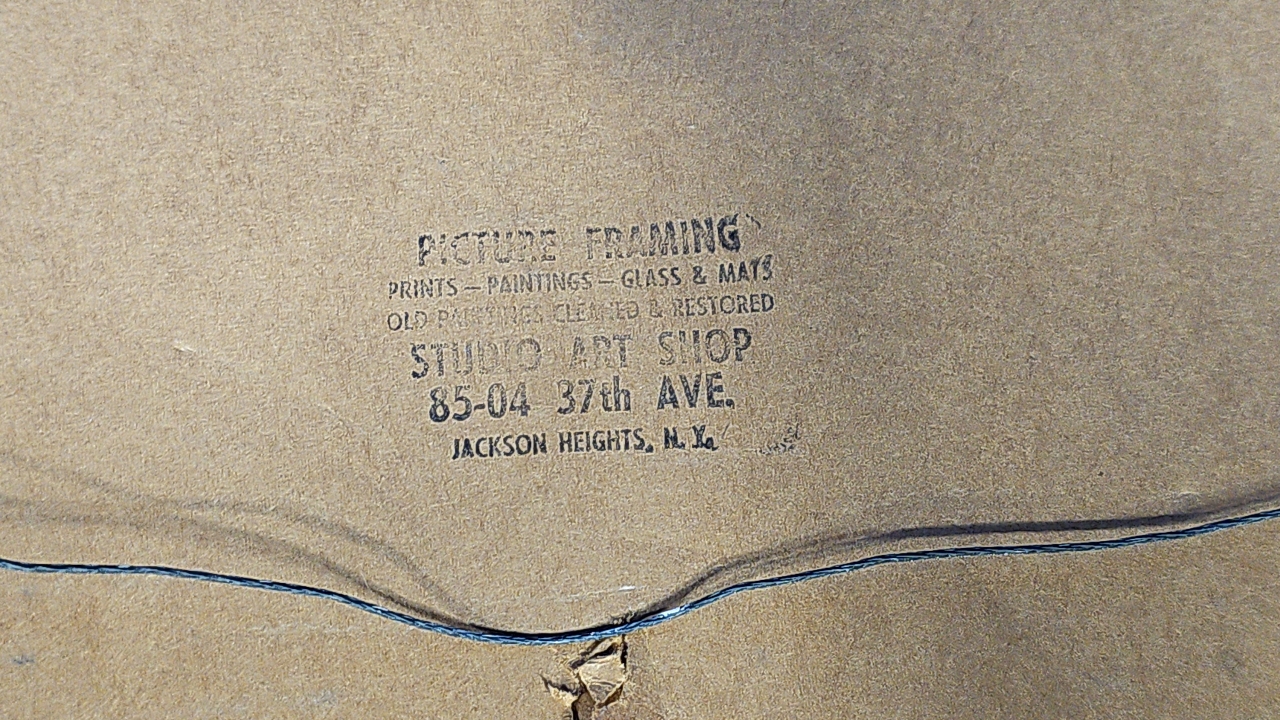 PICTURE FRAMING
PRINTS — PAINTINGS — GLASS & MATS
OLD PAINTINGS CLEANED & RESTORED
STUDIO ART SHOP
85-04 37th AVE.
JACKSON HEIGHTS, N. Y.